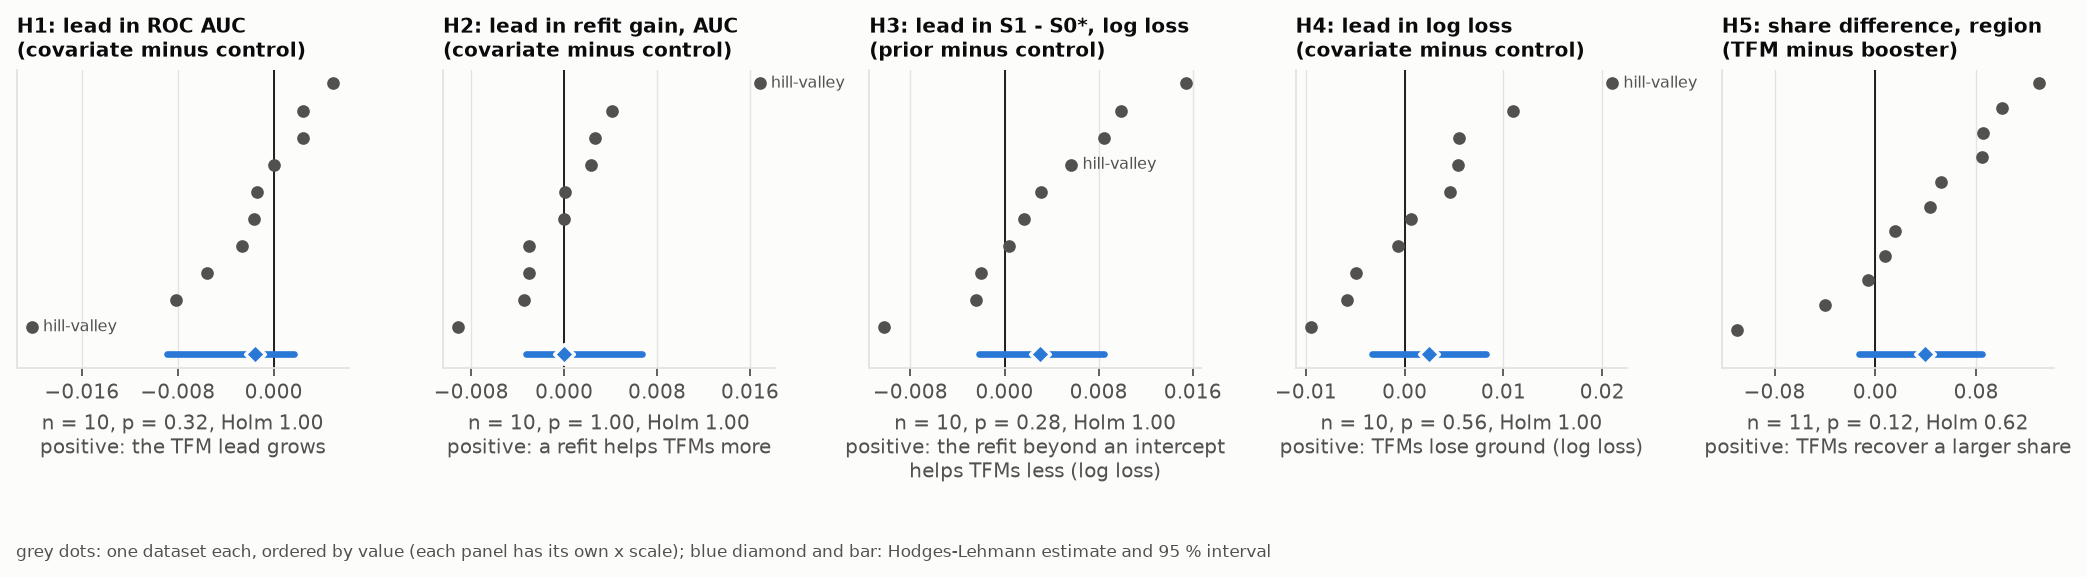 H1: lead in ROC AUC
(covariate minus control)
hill-valley
−0.016 −0.008 0.000
n = 10, p = 0.32, Holm 1.00
positive: the TFM lead grows
H2: lead in refit gain, AUC
(covariate minus control)
hill-valley
−0.008 0.000 0.008 0.016
n = 10, p = 1.00, Holm 1.00
positive: a refit helps TFMs more
H3: lead in S1 - S0*, log loss
(prior minus control)
hill-valley
−0.008 0.000 0.008 0.016
n = 10, p = 0.28, Holm 1.00
positive: the refit beyond an intercept
helps TFMs less (log loss)
H4: lead in log loss
(covariate minus control)
hill-valley
−0.01 0.00 0.01 0.02
n = 10, p = 0.56, Holm 1.00
positive: TFMs lose ground (log loss)
H5: share difference, region
(TFM minus booster)
−0.08 0.00 0.08
n = 11, p = 0.12, Holm 0.62
positive: TFMs recover a larger share
grey dots: one dataset each, ordered by value (each panel has its own x scale); blue diamond and bar: Hodges-Lehmann estimate and 95 % interval